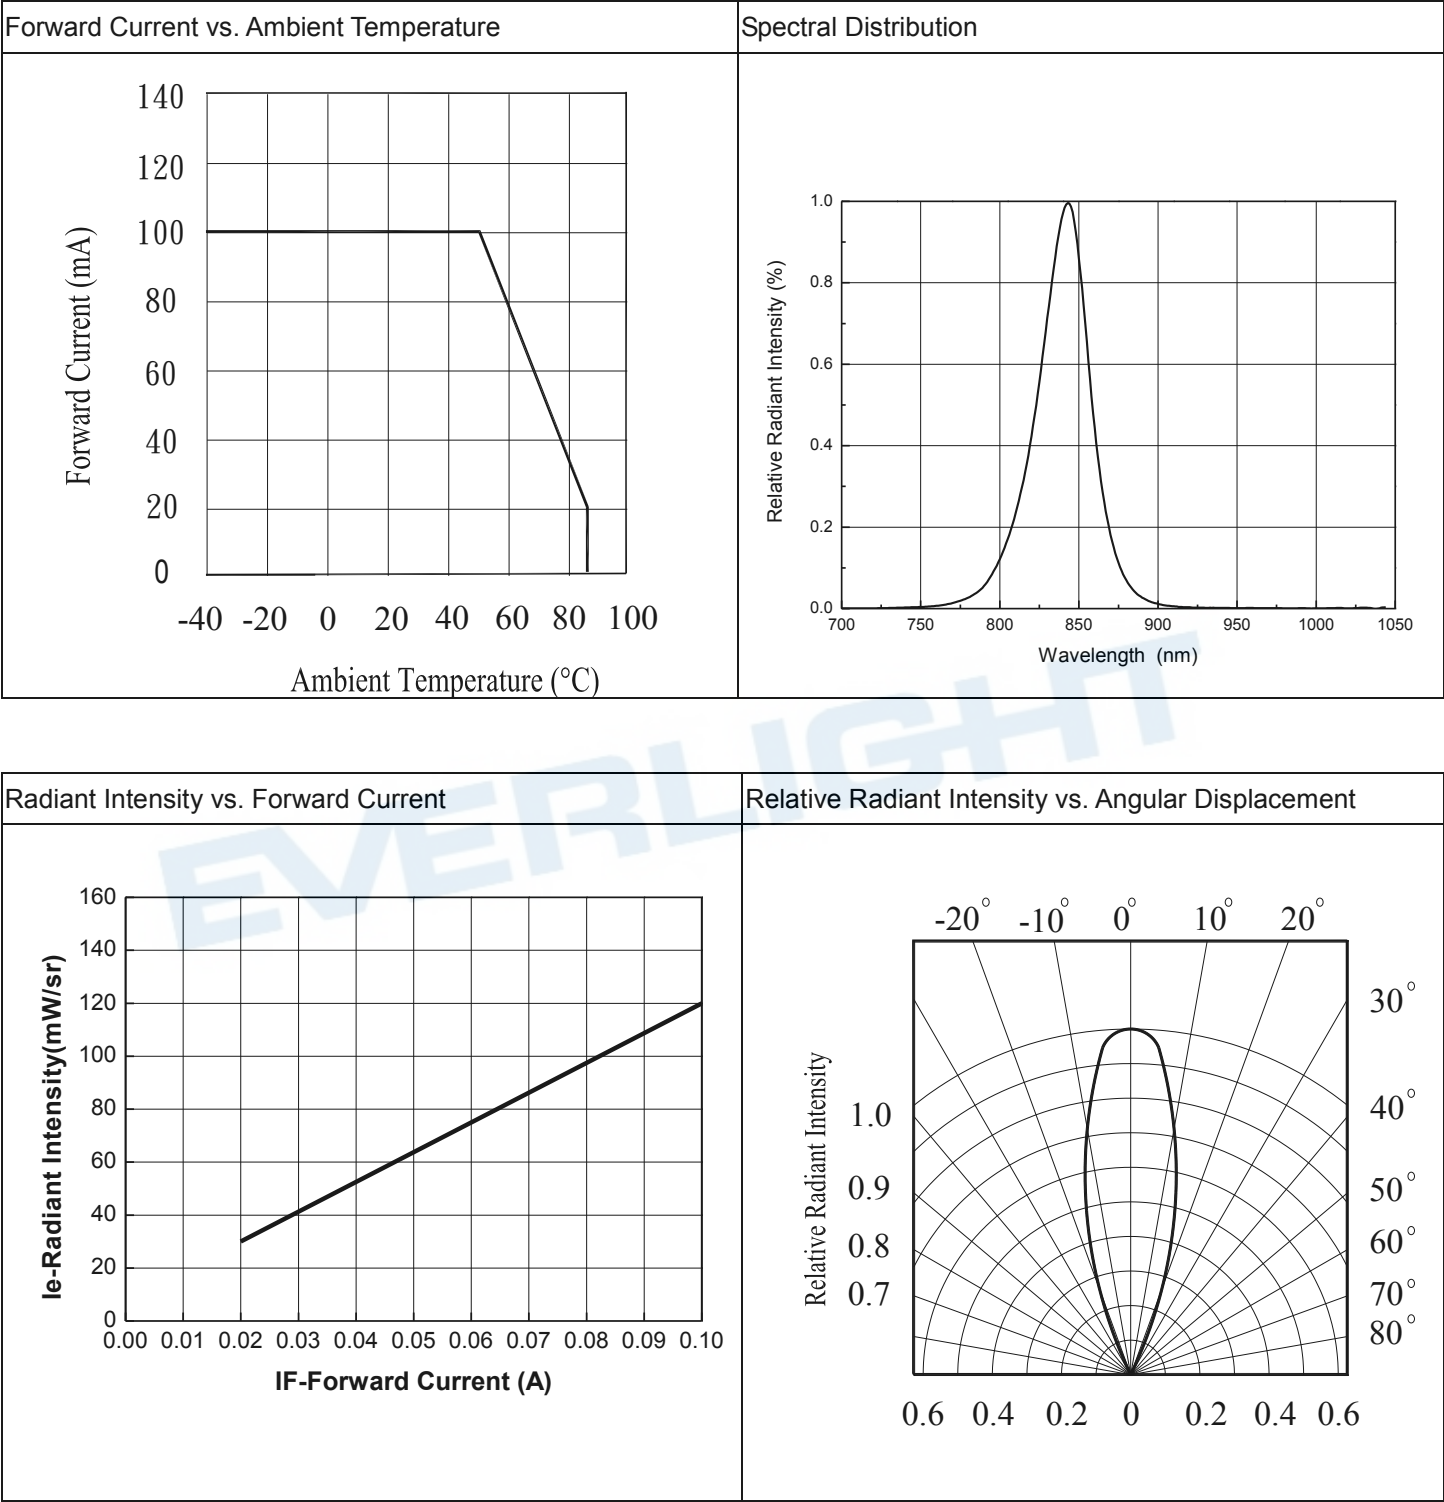 Forward Current vs. Ambient Temperature
Spectral Distribution
140
120
100
80
60
40
20
0
Forward Current (mA)
-40 -20 0 20 40 60 80 100
Ambient Temperature (°C)
1.0
0.8
0.6
0.4
0.2
0.0
Relative Radiant Intensity (%)
700 750 800 850 900 950 1000 1050
Wavelength (nm)
EVERLIGHT
Radiant Intensity vs. Forward Current
Relative Radiant Intensity vs. Angular Displacement
160
140
120
100
80
60
40
20
0
Ie-Radiant Intensity(mW/sr)
0.00 0.01 0.02 0.03 0.04 0.05 0.06 0.07 0.08 0.09 0.10
IF-Forward Current (A)
-20° -10° 0° 10° 20°
30°
40°
50°
60°
70°
80°
Relative Radiant Intensity
1.0
0.9
0.8
0.7
0.6 0.4 0.2 0 0.2 0.4 0.6